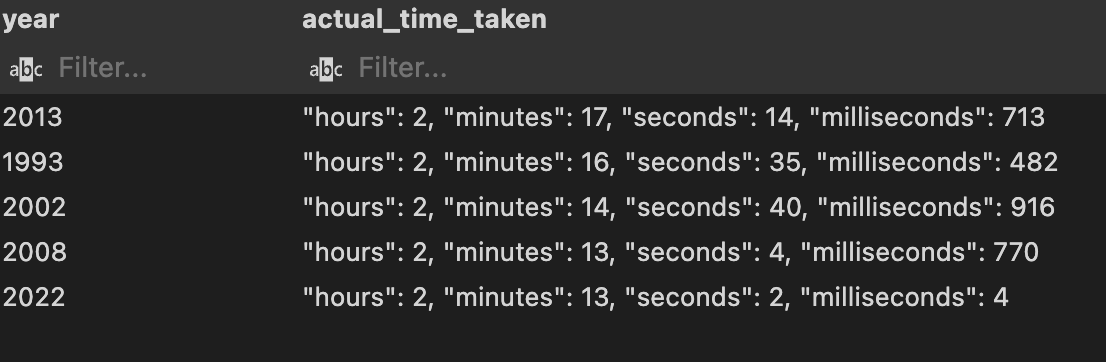 year actual_time_taken
abc Filter... abc Filter...
2013 "hours": 2, "minutes": 17, "seconds": 14, "milliseconds": 713
1993 "hours": 2, "minutes": 16, "seconds": 35, "milliseconds": 482
2002 "hours": 2, "minutes": 14, "seconds": 40, "milliseconds": 916
2008 "hours": 2, "minutes": 13, "seconds": 4, "milliseconds": 770
2022 "hours": 2, "minutes": 13, "seconds": 2, "milliseconds": 4